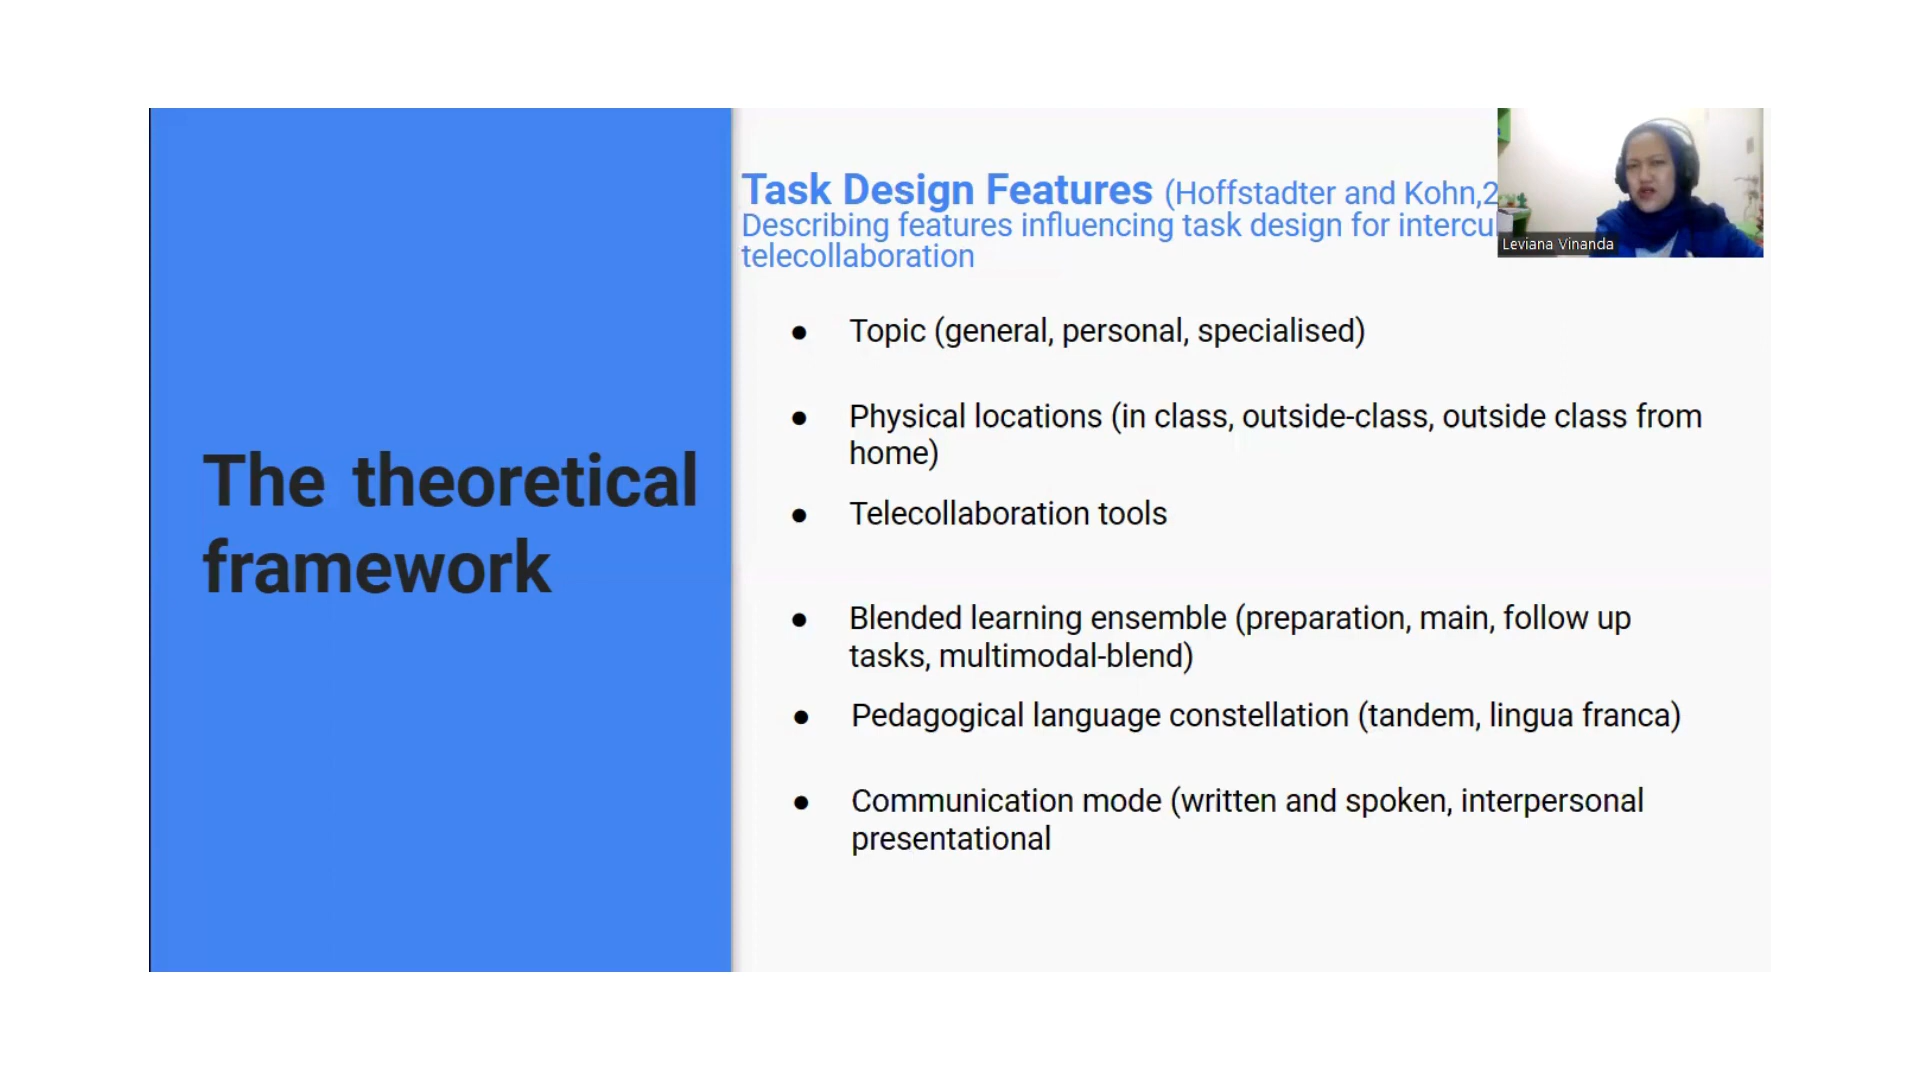 The theoretical
framework
Task Design Features (Hoffstadter and Kohn,2
Describing features influencing task design for intercu
telecollaboration
Leviana Vinanda
● Topic (general, personal, specialised)
● Physical locations (in class, outside-class, outside class from
home)
● Telecollaboration tools
● Blended learning ensemble (preparation, main, follow up
tasks, multimodal-blend)
● Pedagogical language constellation (tandem, lingua franca)
● Communication mode (written and spoken, interpersonal
presentational